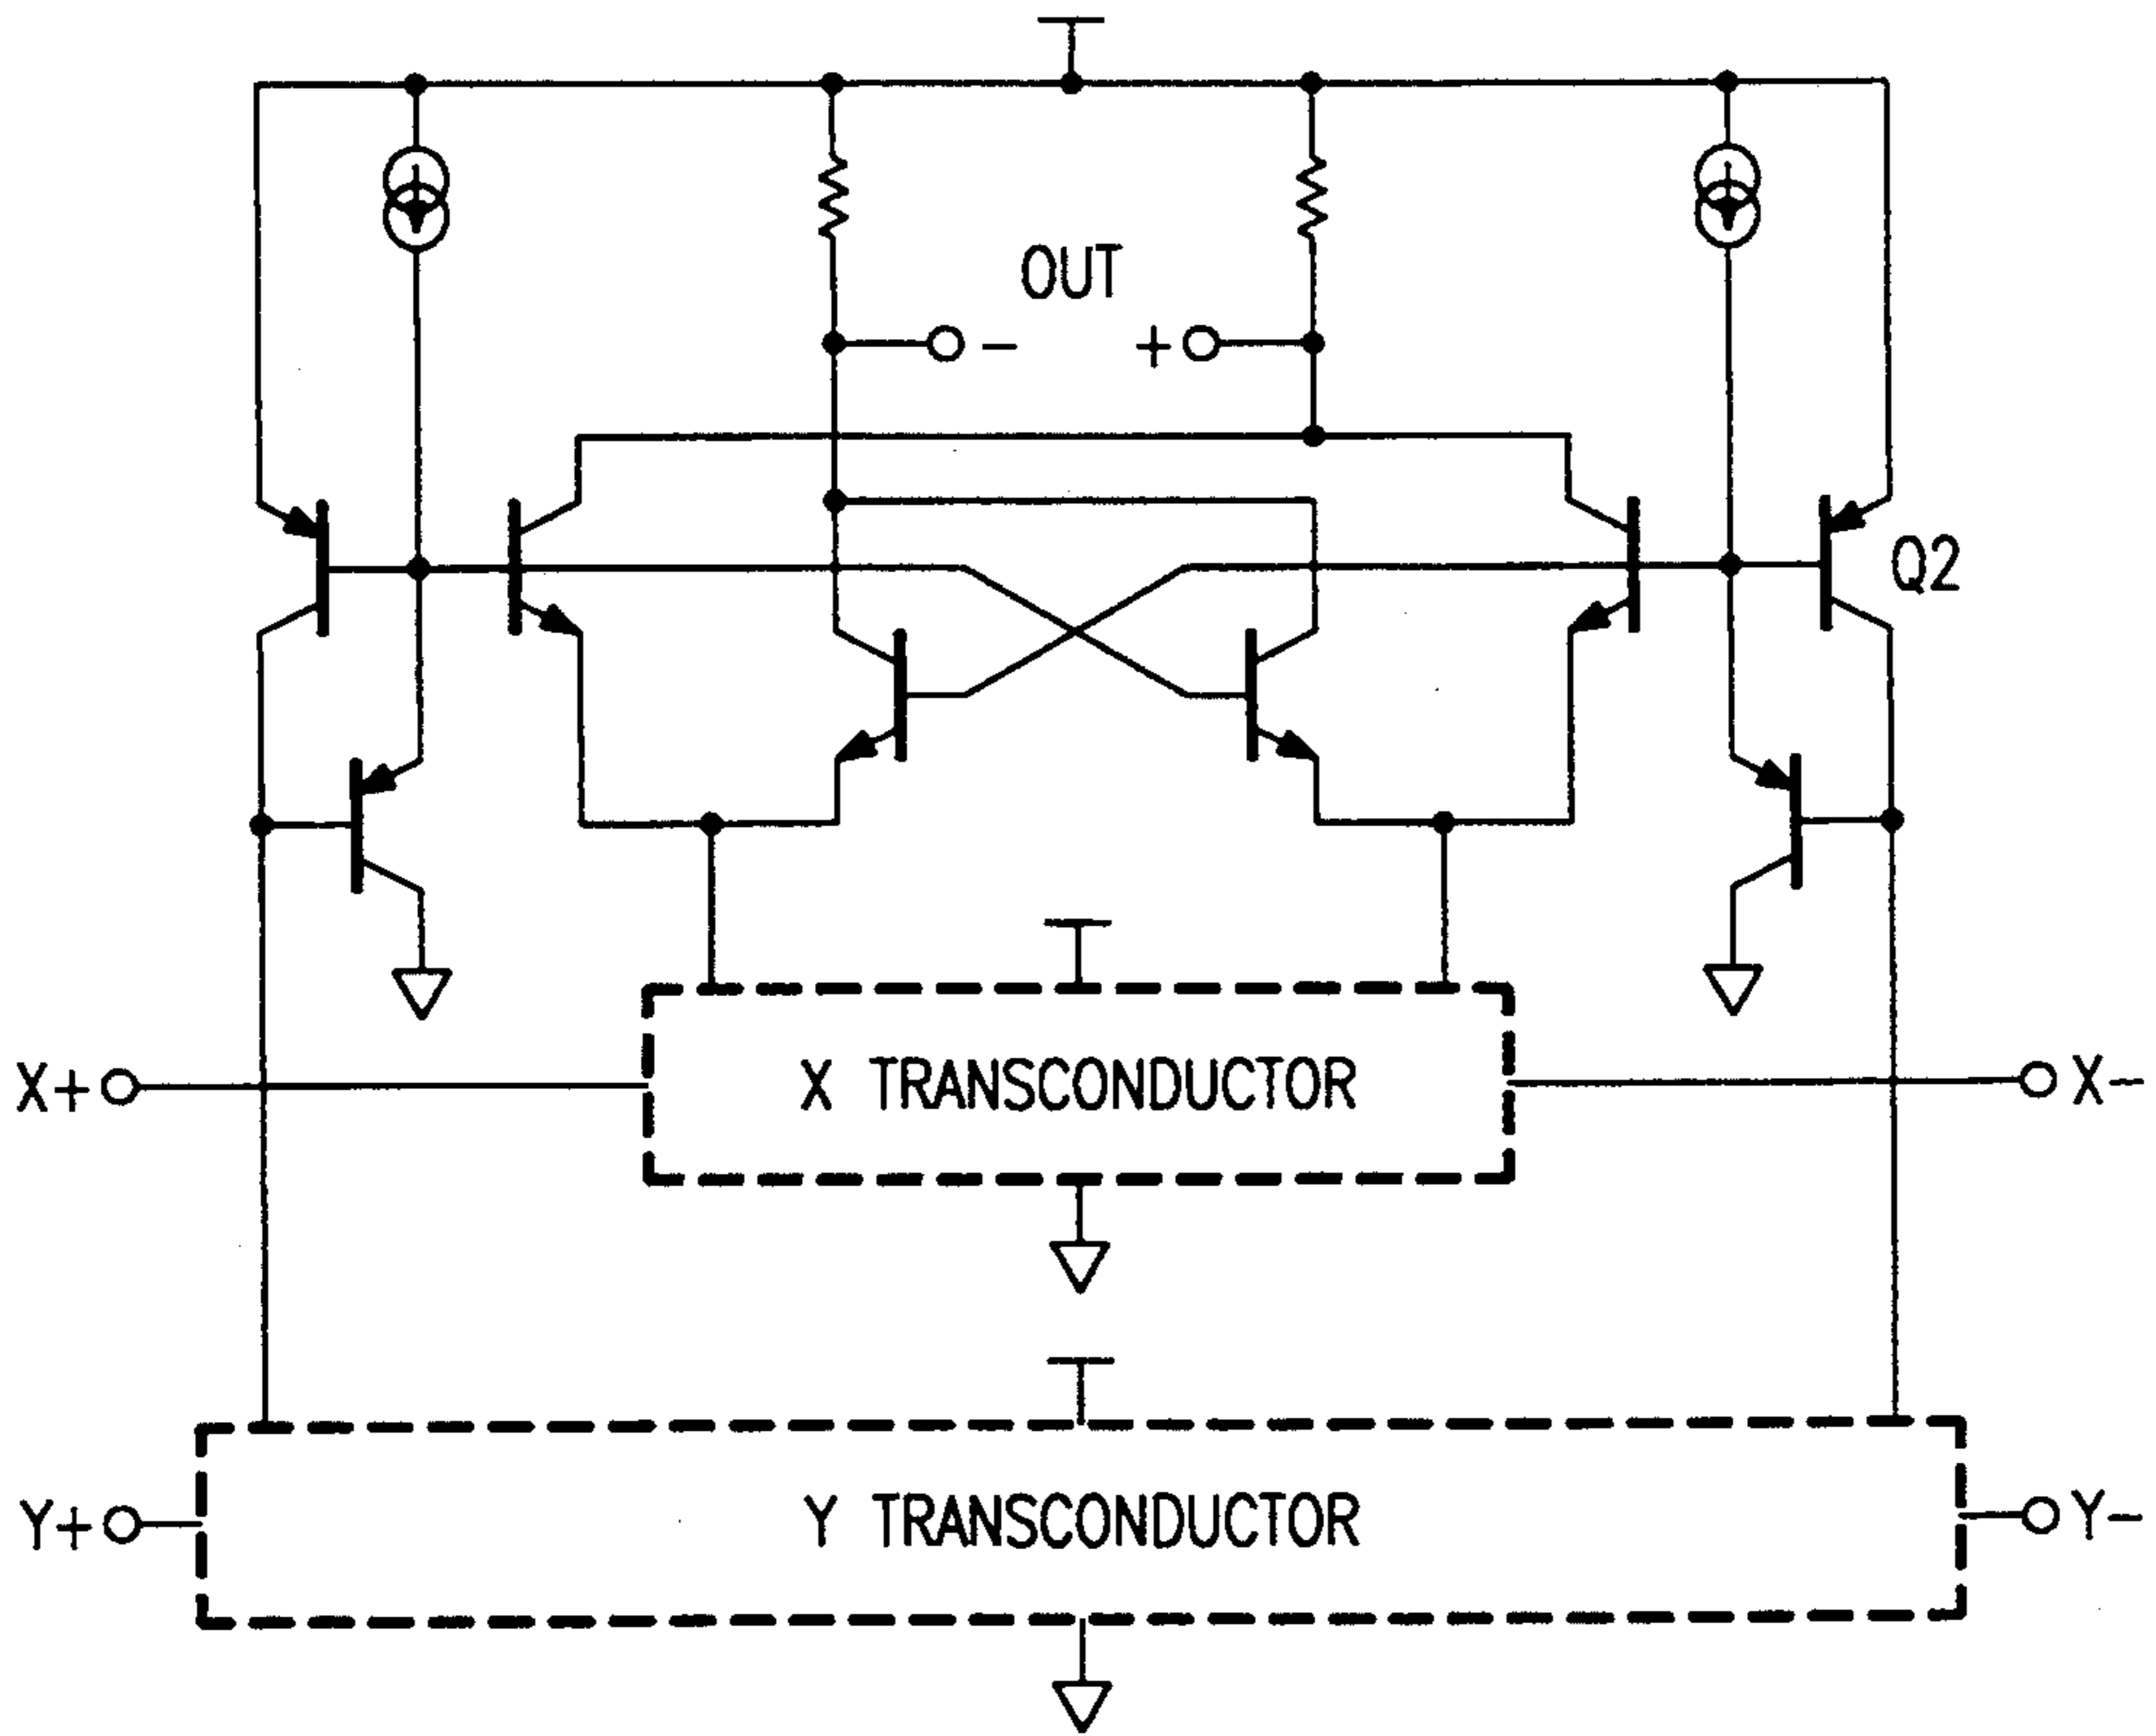 OUT
- +
Q2
X+ X TRANSCONDUCTOR X-
Y+ Y TRANSCONDUCTOR Y-